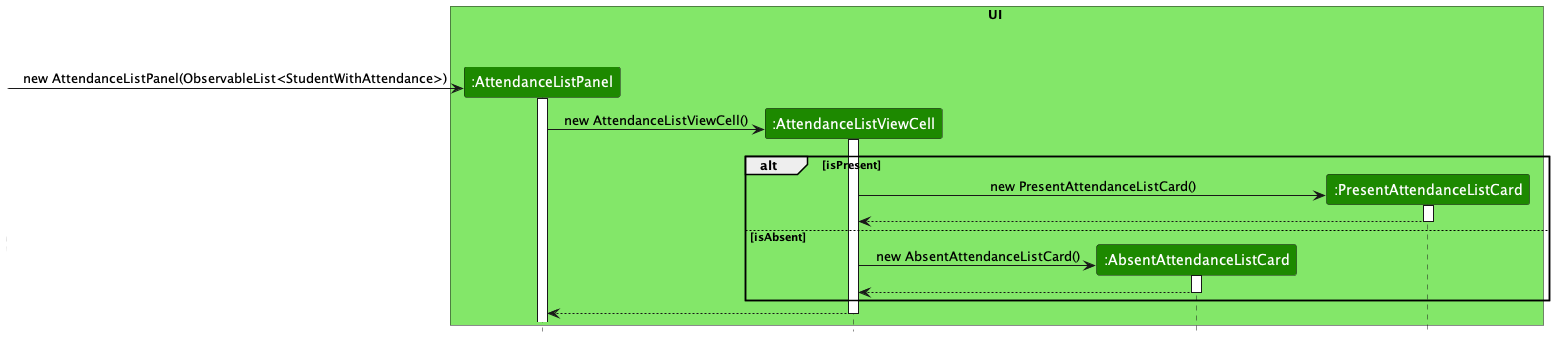 UI
new AttendanceListPanel(ObservableList<StudentWithAttendance>)
:AttendanceListPanel
new AttendanceListViewCell()
:AttendanceListViewCell
alt
[isPresent]
new PresentAttendanceListCard()
:PresentAttendanceListCard
[isAbsent]
new AbsentAttendanceListCard()
:AbsentAttendanceListCard